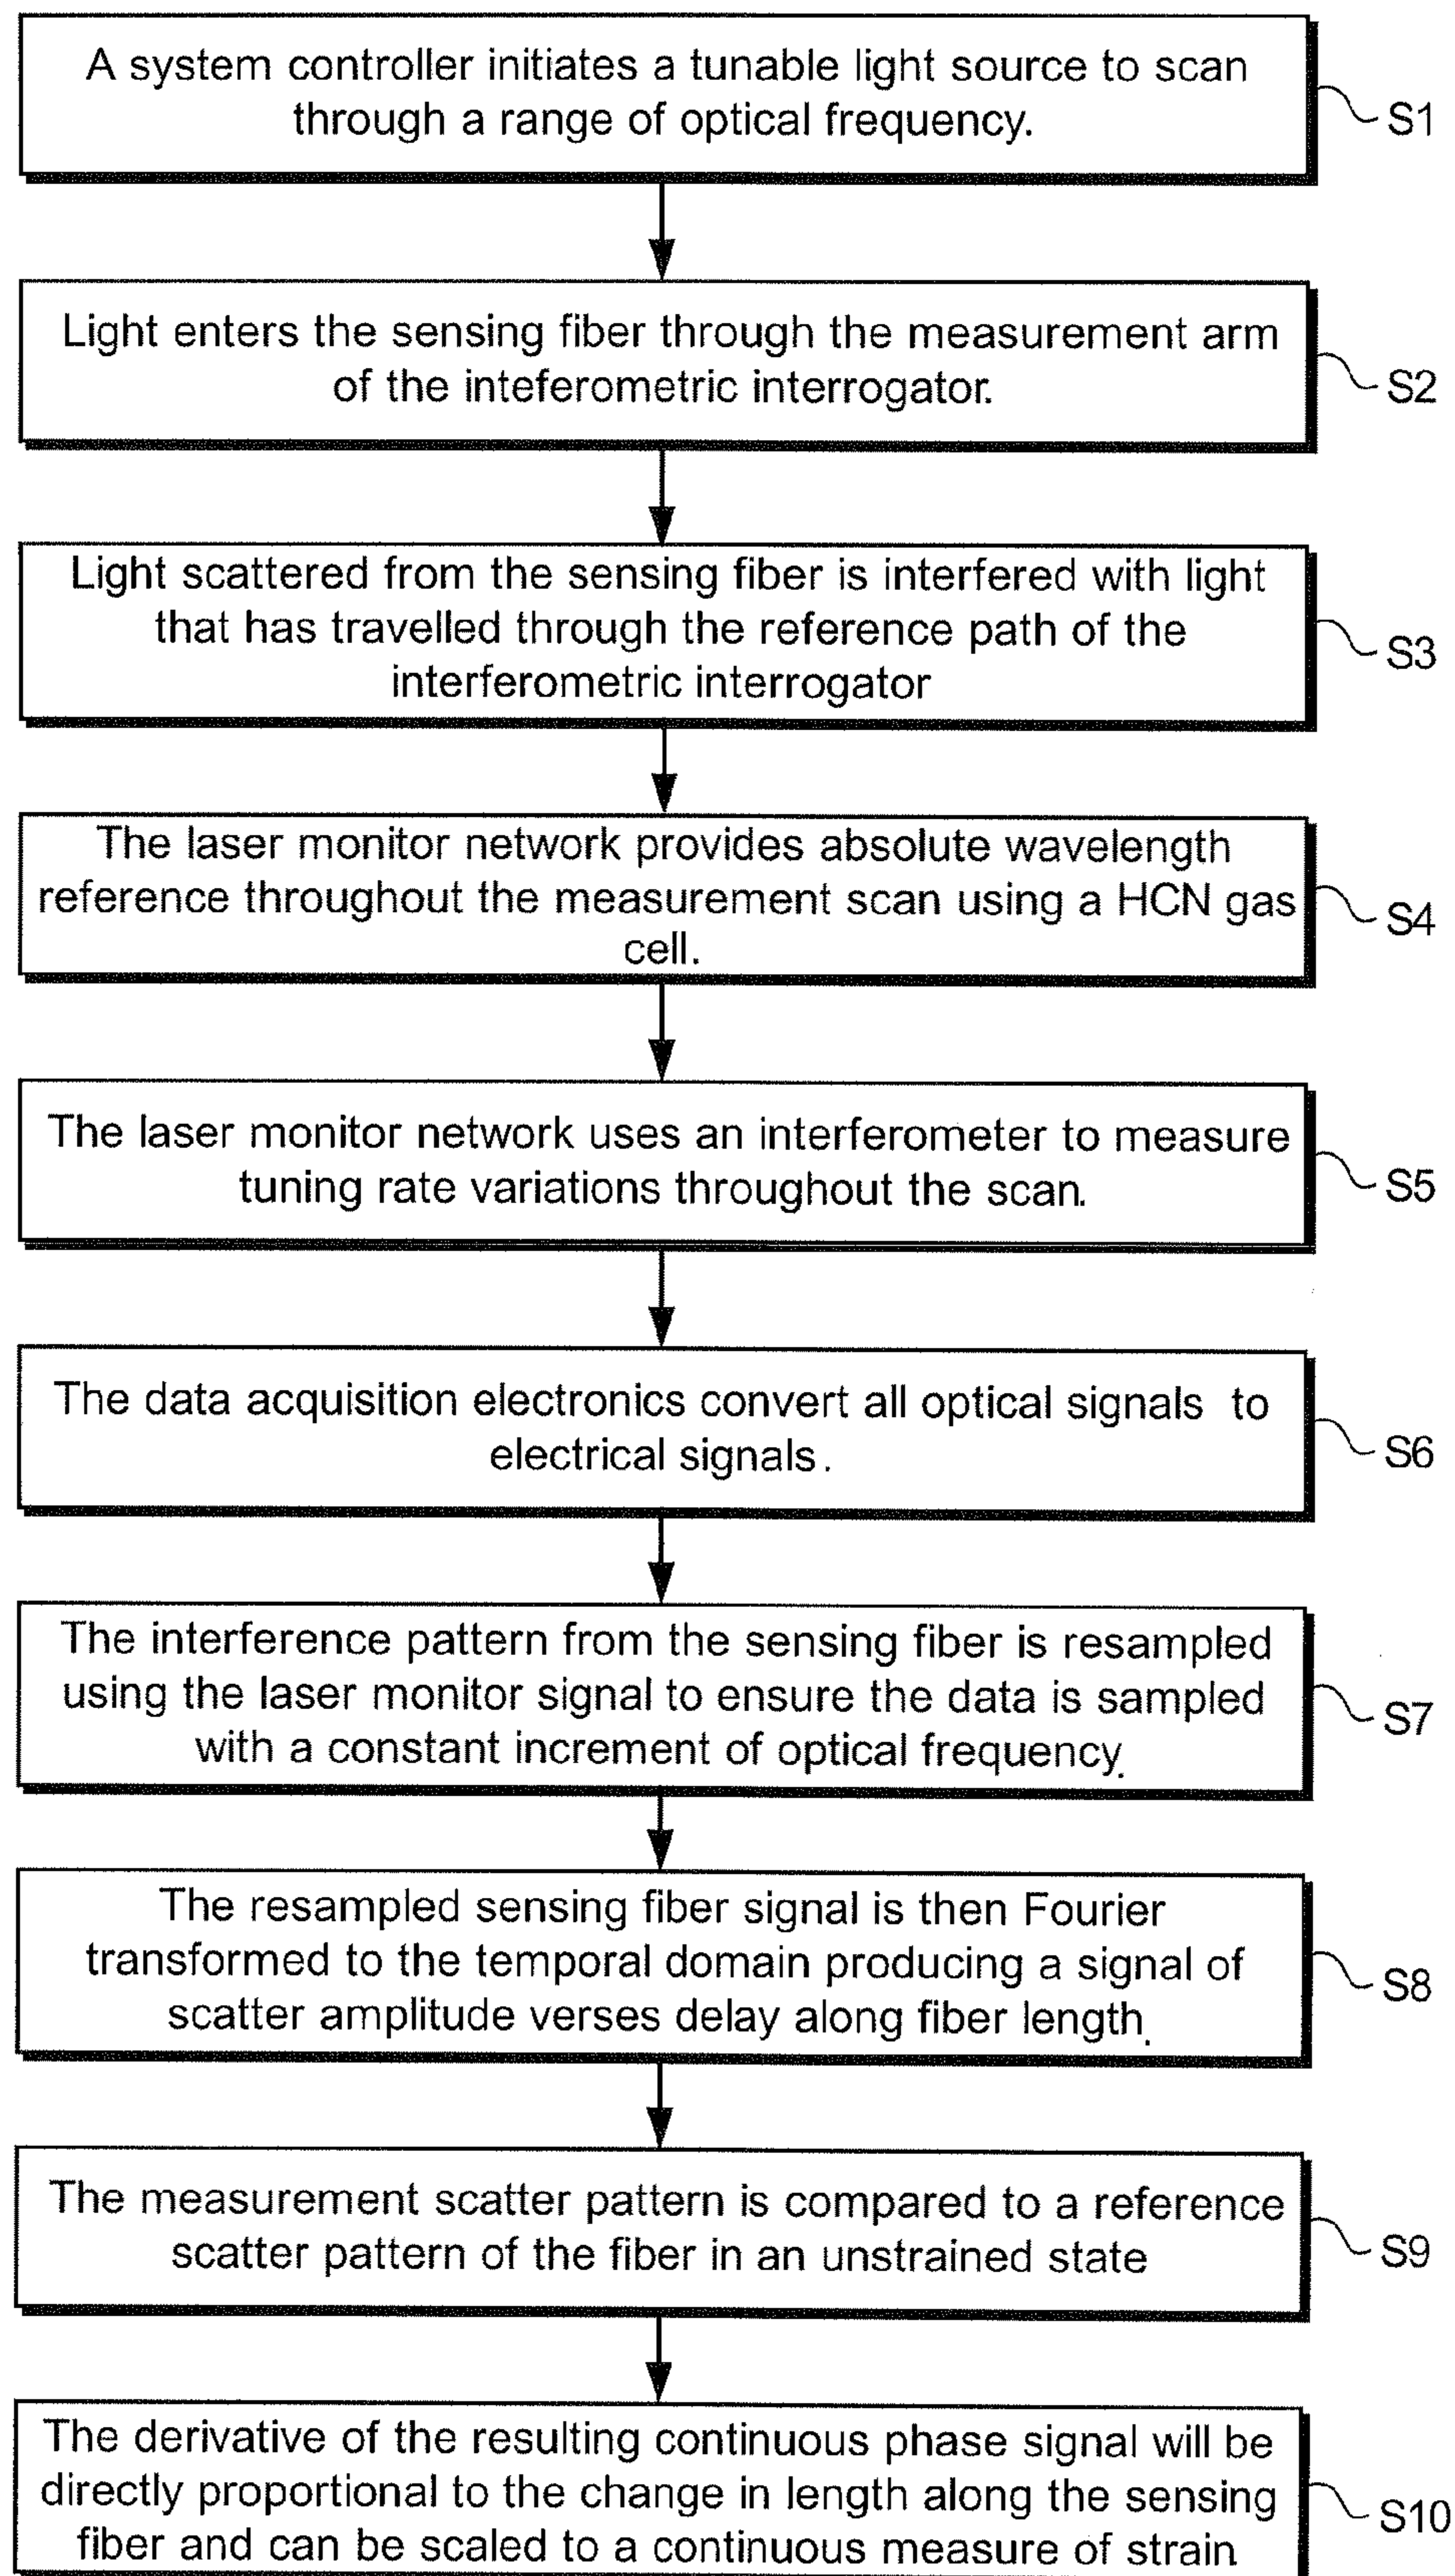 A system controller initiates a tunable light source to scan
through a range of optical frequency.
S1
Light enters the sensing fiber through the measurement arm
of the inteferometric interrogator.
S2
Light scattered from the sensing fiber is interfered with light
that has travelled through the reference path of the
interferometric interrogator
S3
The laser monitor network provides absolute wavelength
reference throughout the measurement scan using a HCN gas
cell.
S4
The laser monitor network uses an interferometer to measure
tuning rate variations throughout the scan.
S5
The data acquisition electronics convert all optical signals to
electrical signals.
S6
The interference pattern from the sensing fiber is resampled
using the laser monitor signal to ensure the data is sampled
with a constant increment of optical frequency.
S7
The resampled sensing fiber signal is then Fourier
transformed to the temporal domain producing a signal of
scatter amplitude verses delay along fiber length.
S8
The measurement scatter pattern is compared to a reference
scatter pattern of the fiber in an unstrained state
S9
The derivative of the resulting continuous phase signal will be
directly proportional to the change in length along the sensing
fiber and can be scaled to a continuous measure of strain
S10